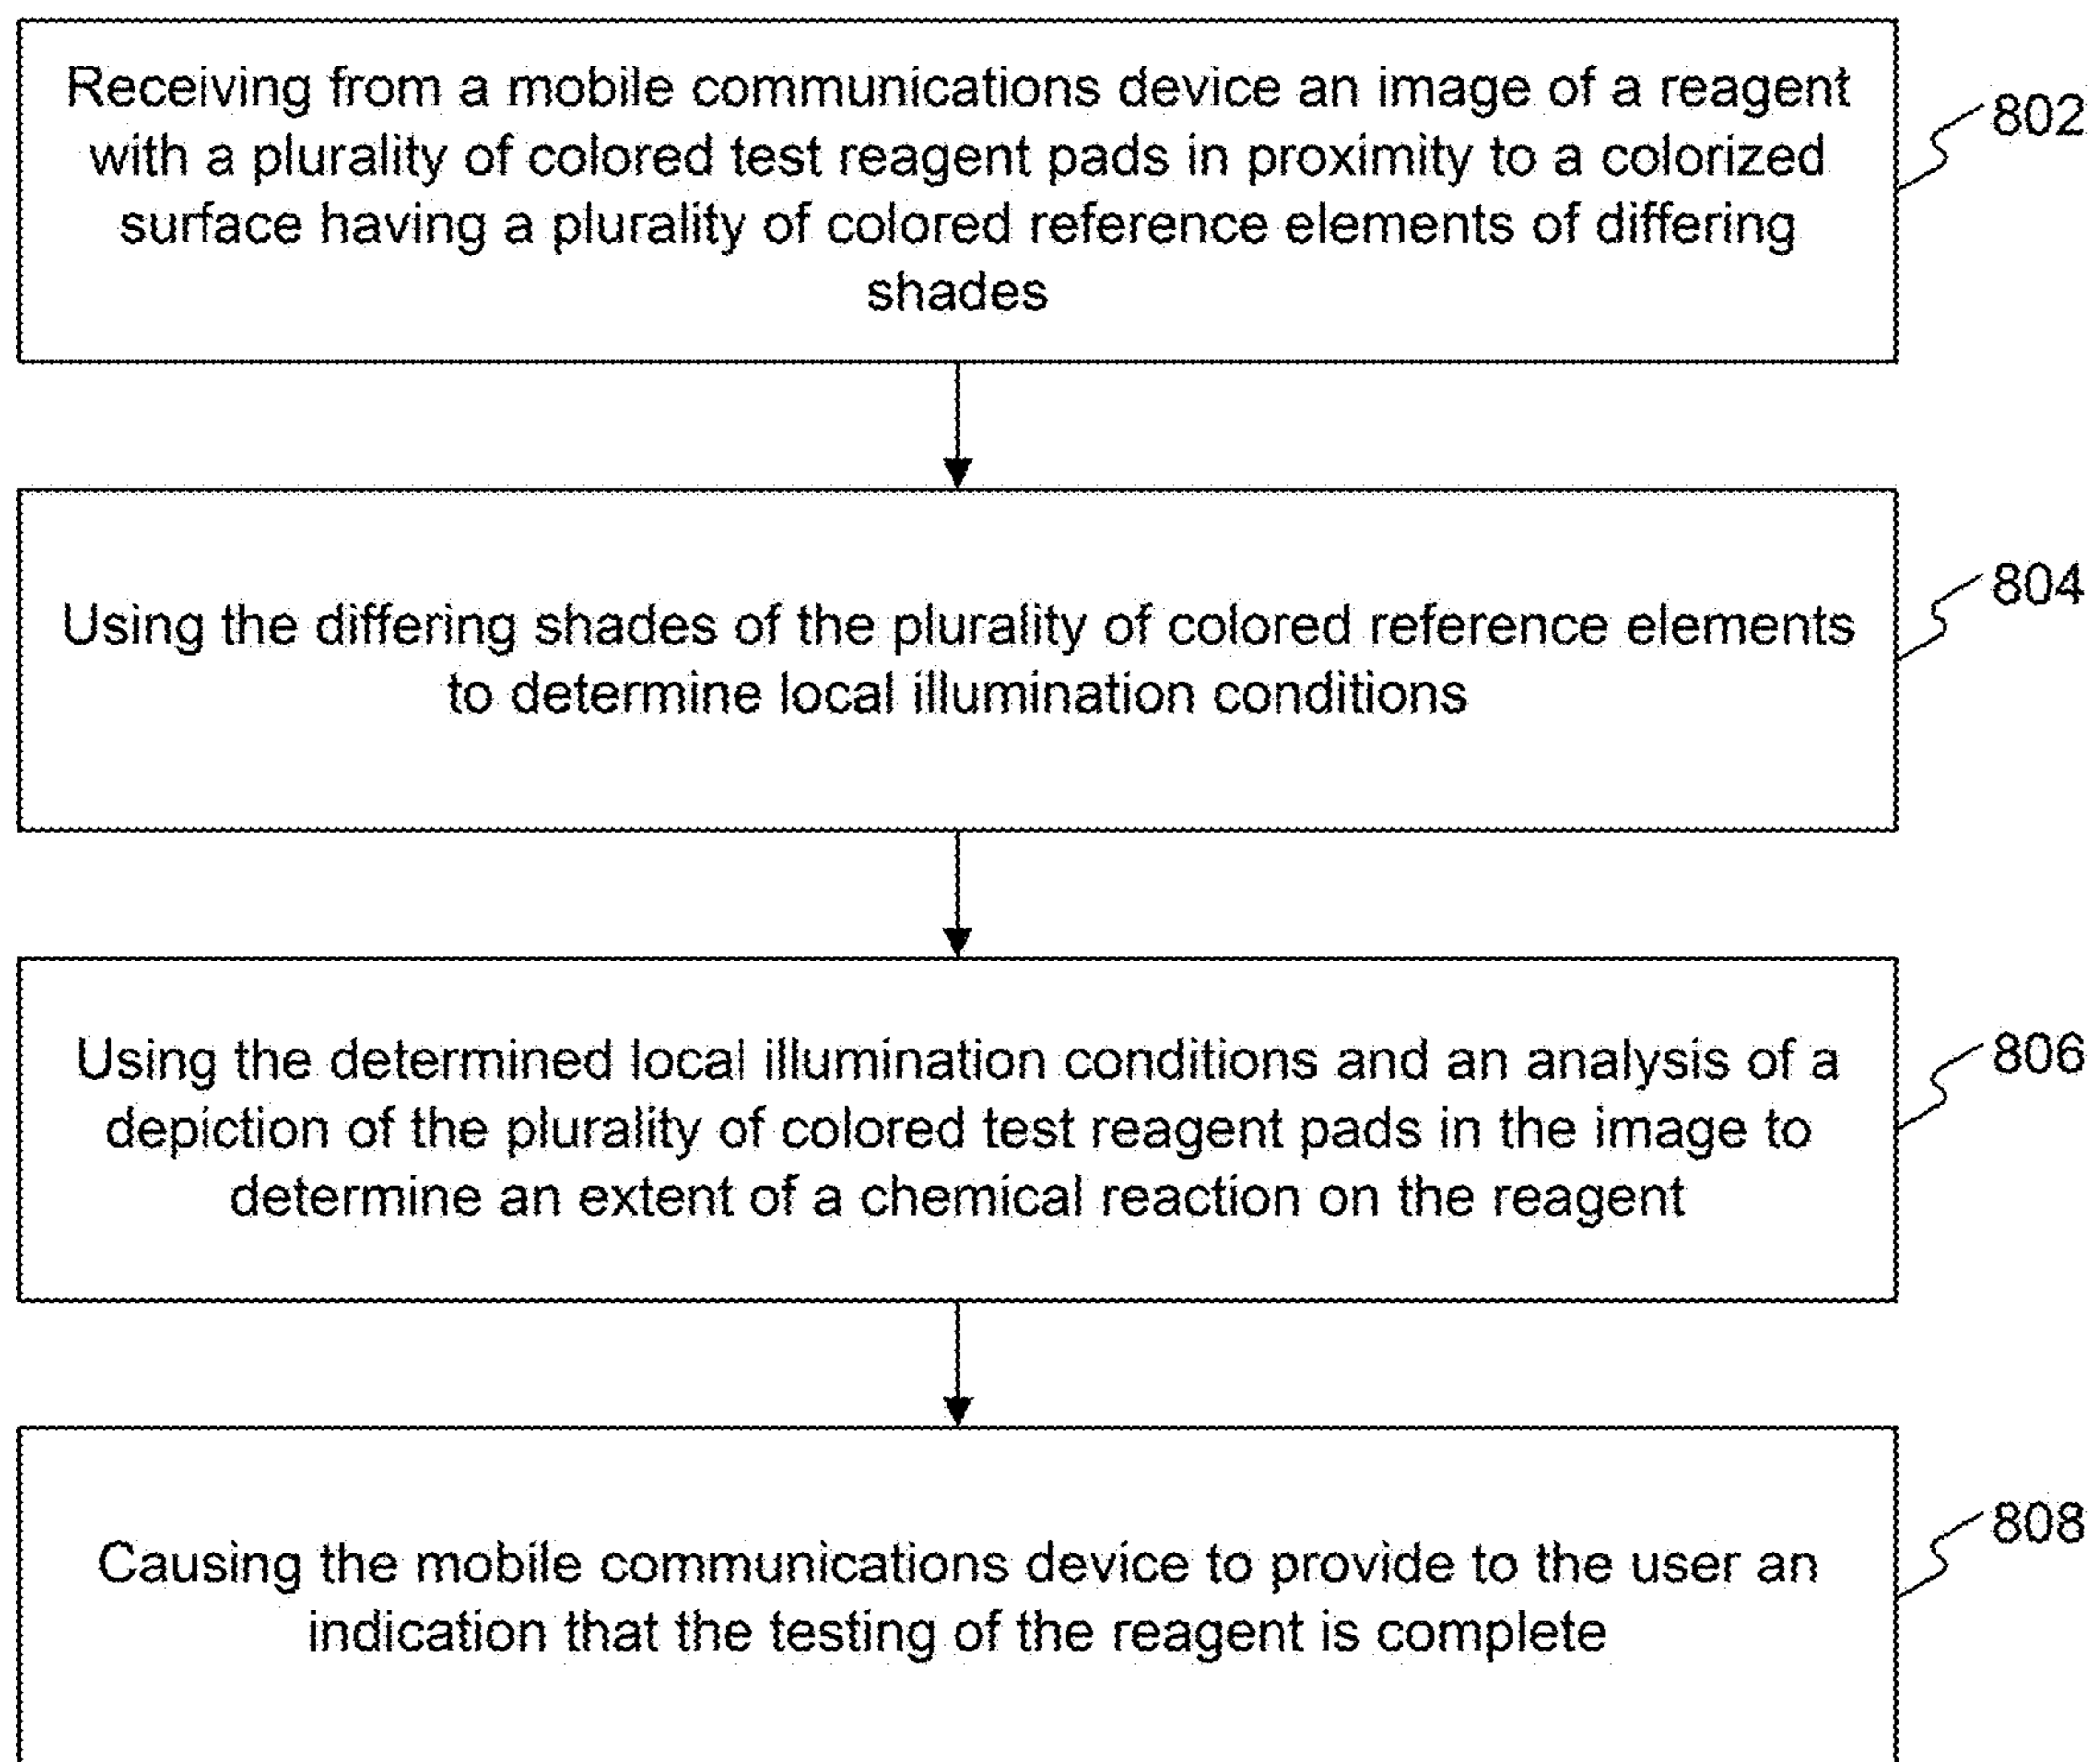 Receiving from a mobile communications device an image of a reagent
with a plurality of colored test reagent pads in proximity to a colorized
surface having a plurality of colored reference elements of differing
shades
802
Using the differing shades of the plurality of colored reference elements
to determine local illumination conditions
804
Using the determined local illumination conditions and an analysis of a
depiction of the plurality of colored test reagent pads in the image to
determine an extent of a chemical reaction on the reagent
806
Causing the mobile communications device to provide to the user an
indication that the testing of the reagent is complete
808